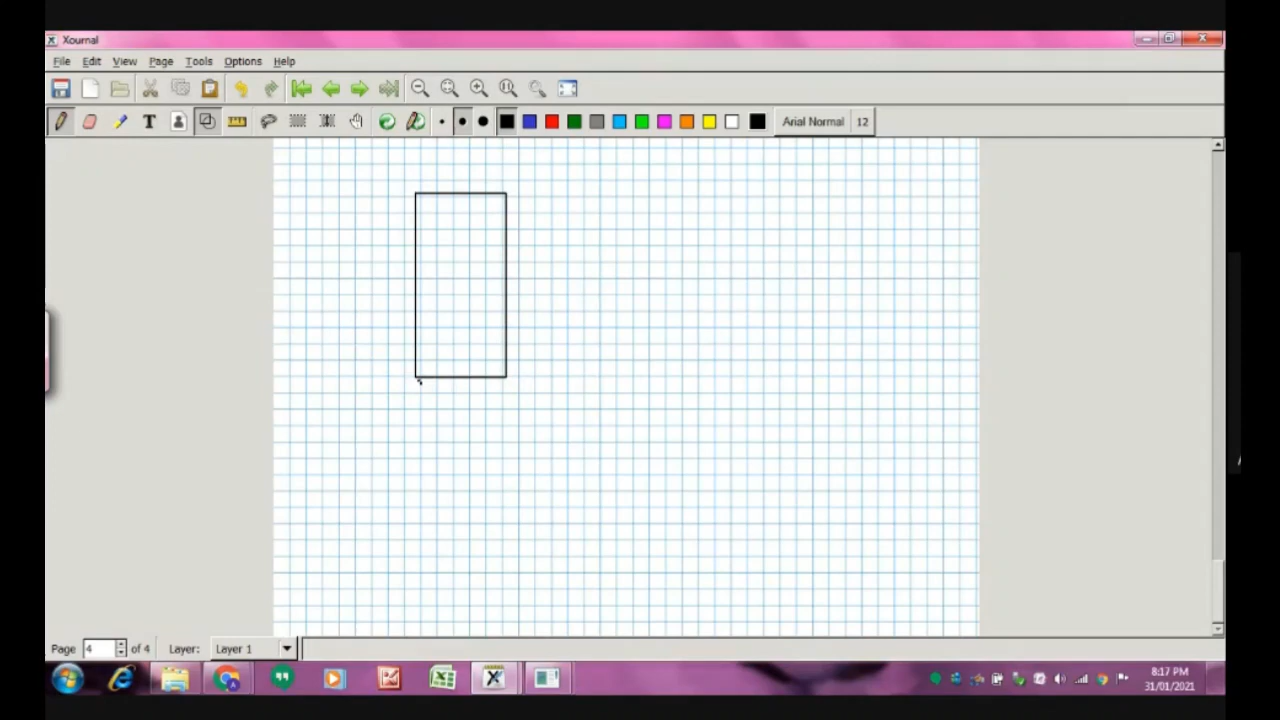 Xournal
File Edit View Page Tools Options Help
T Arial Normal 12
Page 4 of 4 Layer: Layer 1
8:17 PM
31/01/2021